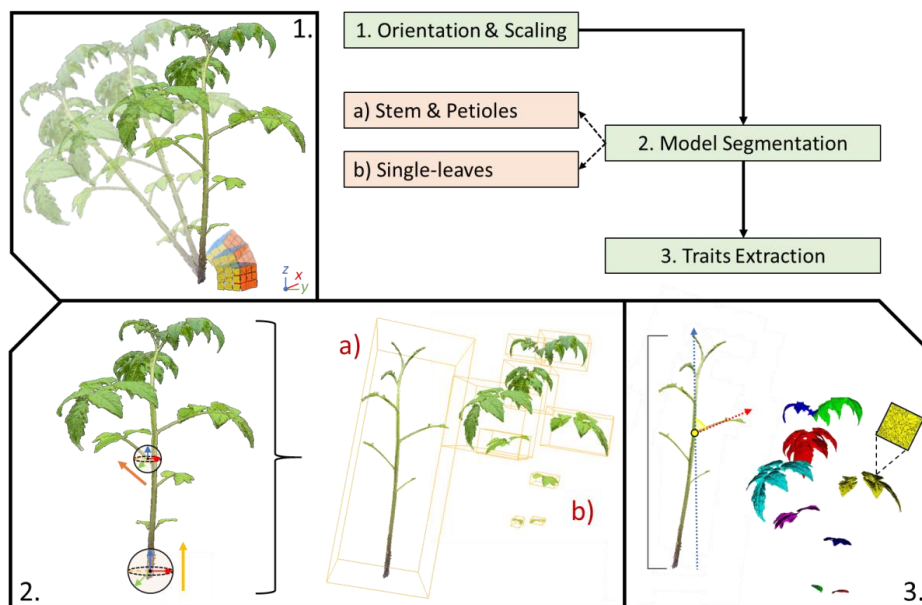 1.
1. Orientation & Scaling
a) Stem & Petioles
2. Model Segmentation
b) Single-leaves
3. Traits Extraction
z
x
y
a)
b)
2.
3.